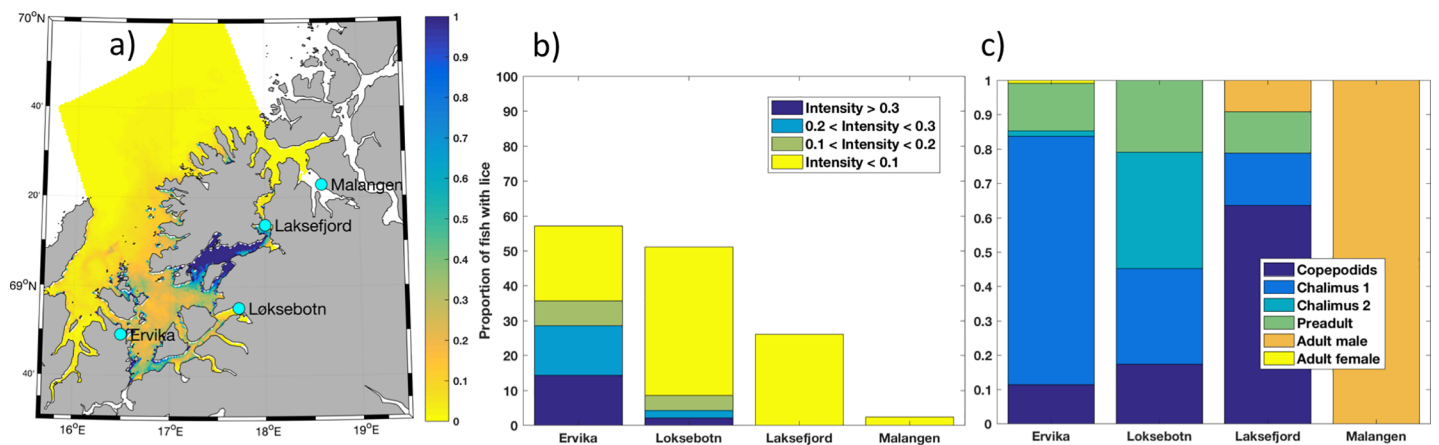 a)
70°N
40'
20'
69°N
40'
16°E
17°E
18°E
19°E
Malangen
Laksefjord
Løksebotn
Ervika
1
0.9
0.8
0.7
0.6
0.5
0.4
0.3
0.2
0.1
0
b)
Proportion of fish with lice
100
90
80
70
60
50
40
30
20
10
0
Intensity > 0.3
0.2 < Intensity < 0.3
0.1 < Intensity < 0.2
Intensity < 0.1
Ervika
Loksebotn
Laksefjord
Malangen
c)
1
0.9
0.8
0.7
0.6
0.5
0.4
0.3
0.2
0.1
0
Copepodids
Chalimus 1
Chalimus 2
Preadult
Adult male
Adult female
Ervika
Loksebotn
Laksefjord
Malangen